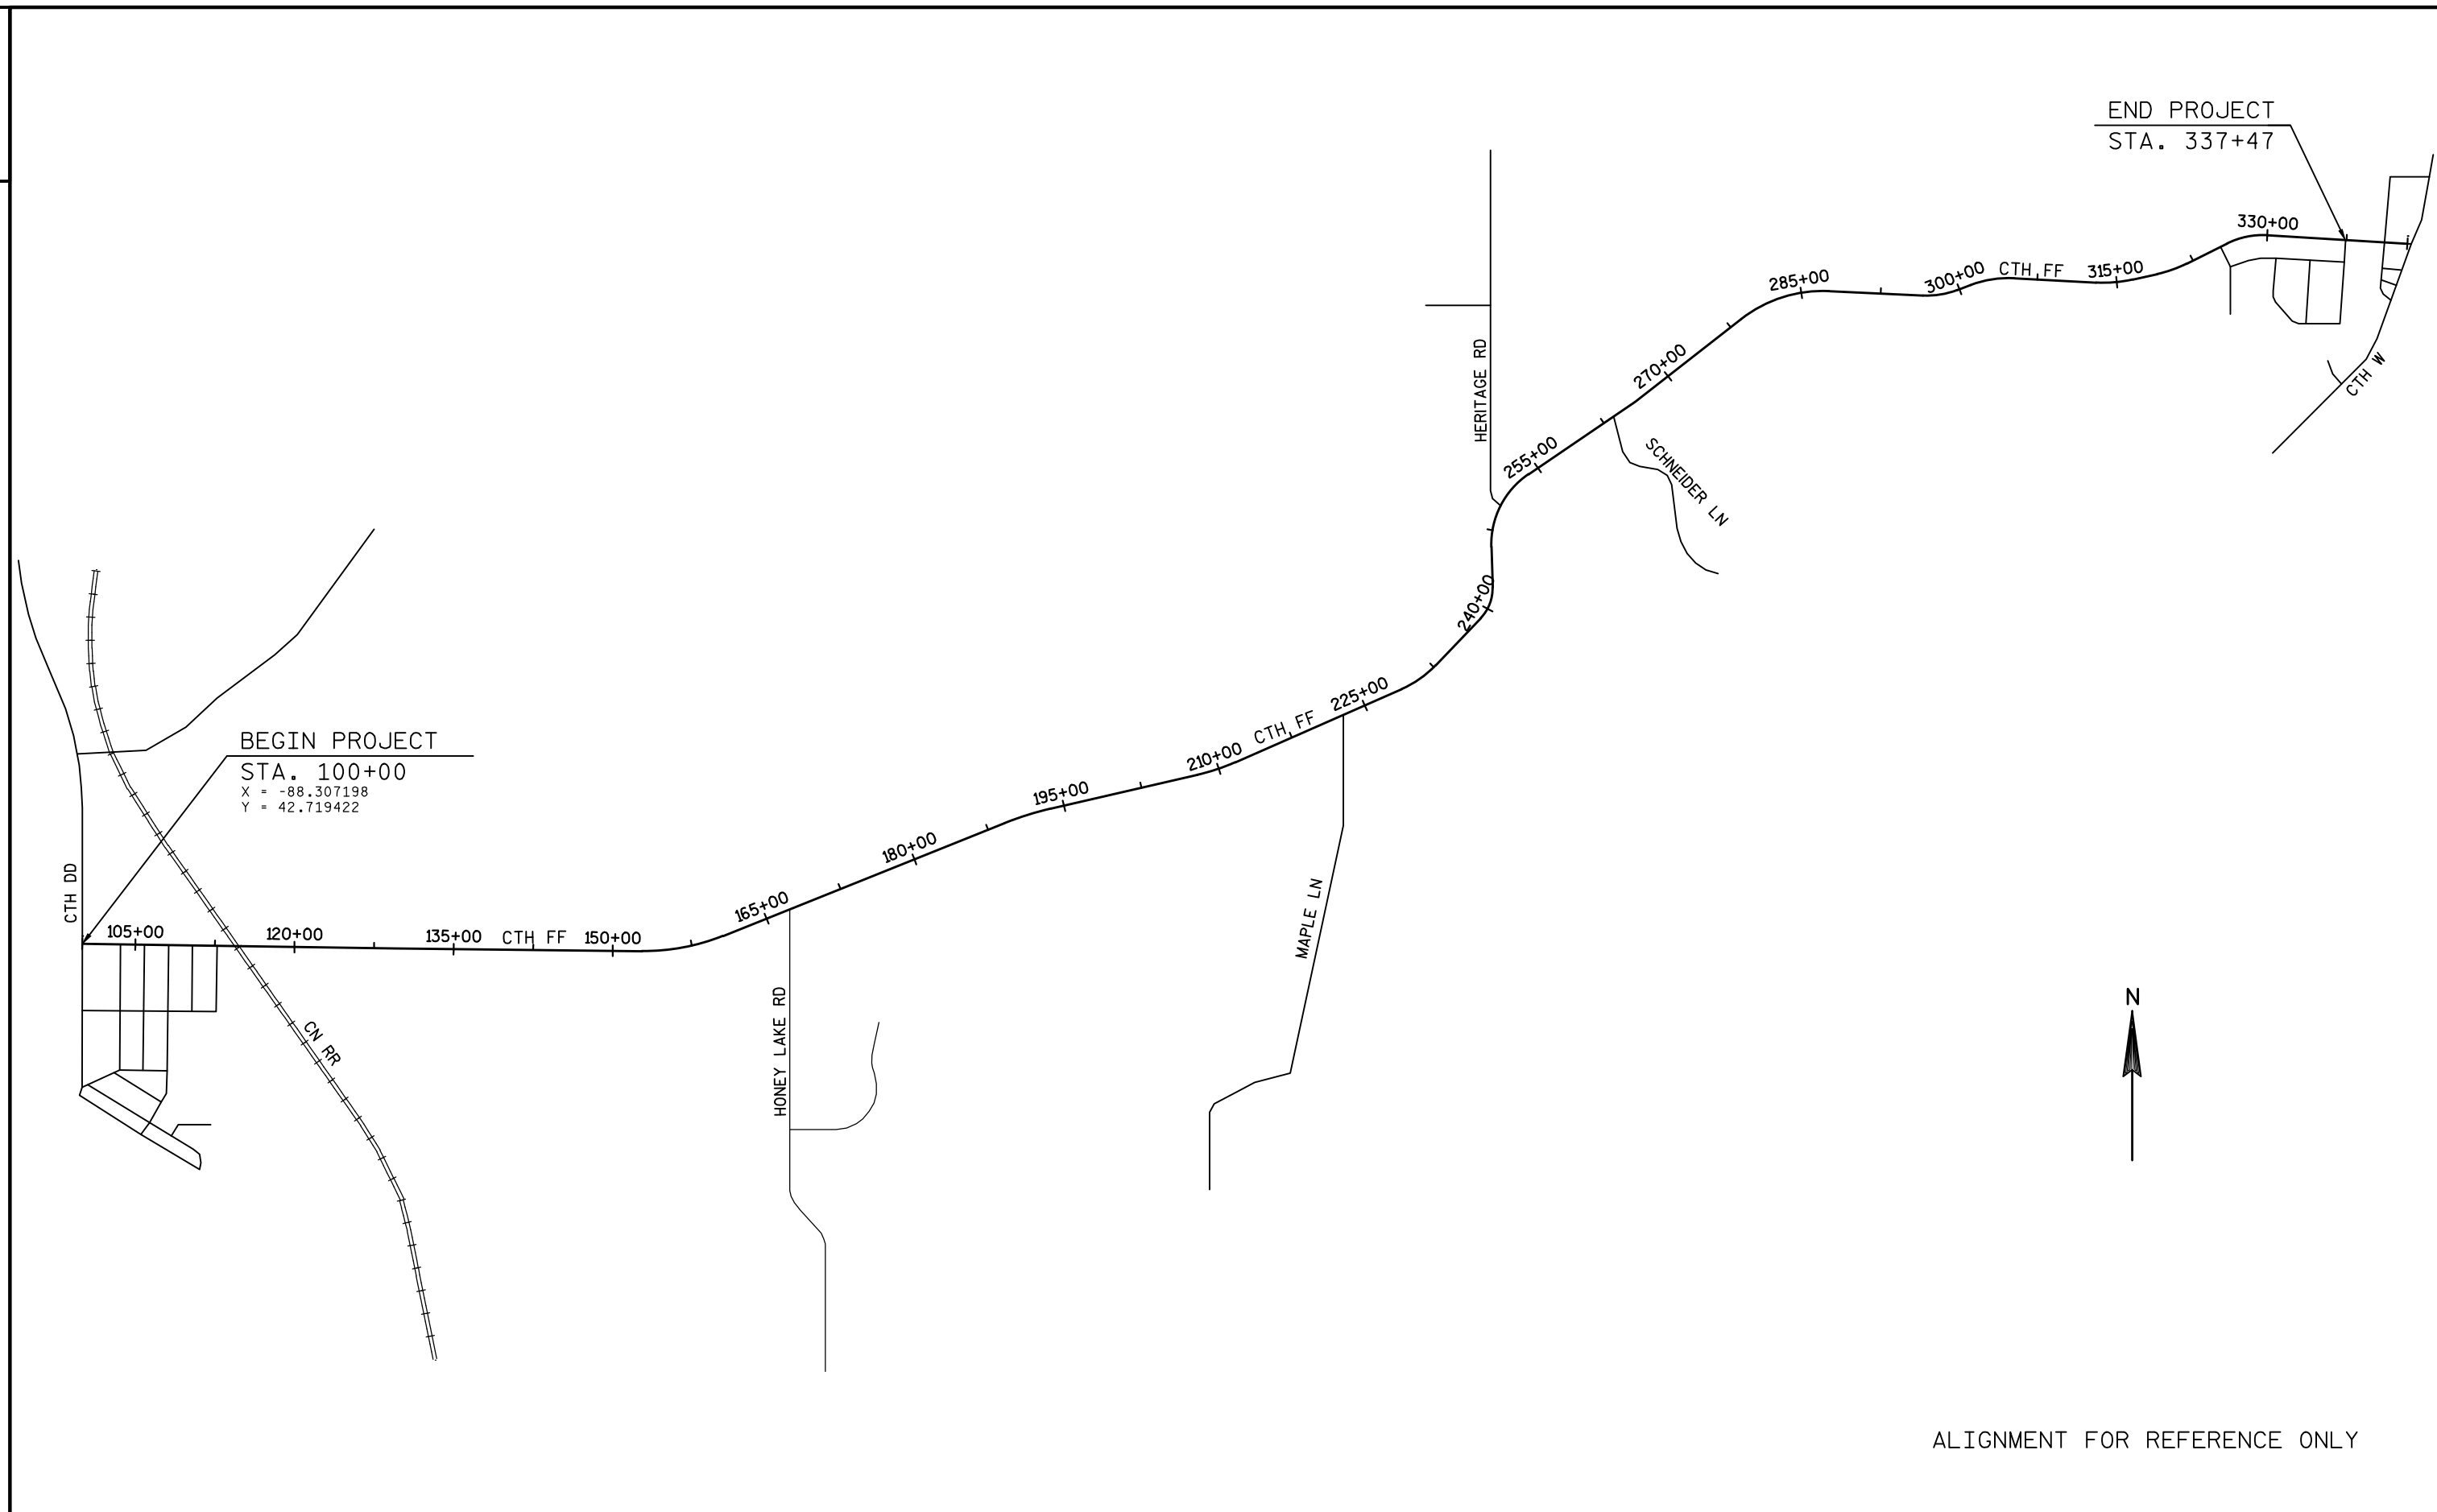 END PROJECT
STA. 337+47
330+00
285+00
300+00
CTH FF
315+00
HERITAGE RD
270+00
CTH W
255+00
SCHNEIDER LN
240+00
225+00
CTH FF
210+00
BEGIN PROJECT
STA. 100+00
X = -88.307198
Y = 42.719422
195+00
180+00
165+00
CTH DD
105+00
120+00
135+00
CTH FF
150+00
MAPLE LN
HONEY LAKE RD
CN RR
N
ALIGNMENT FOR REFERENCE ONLY